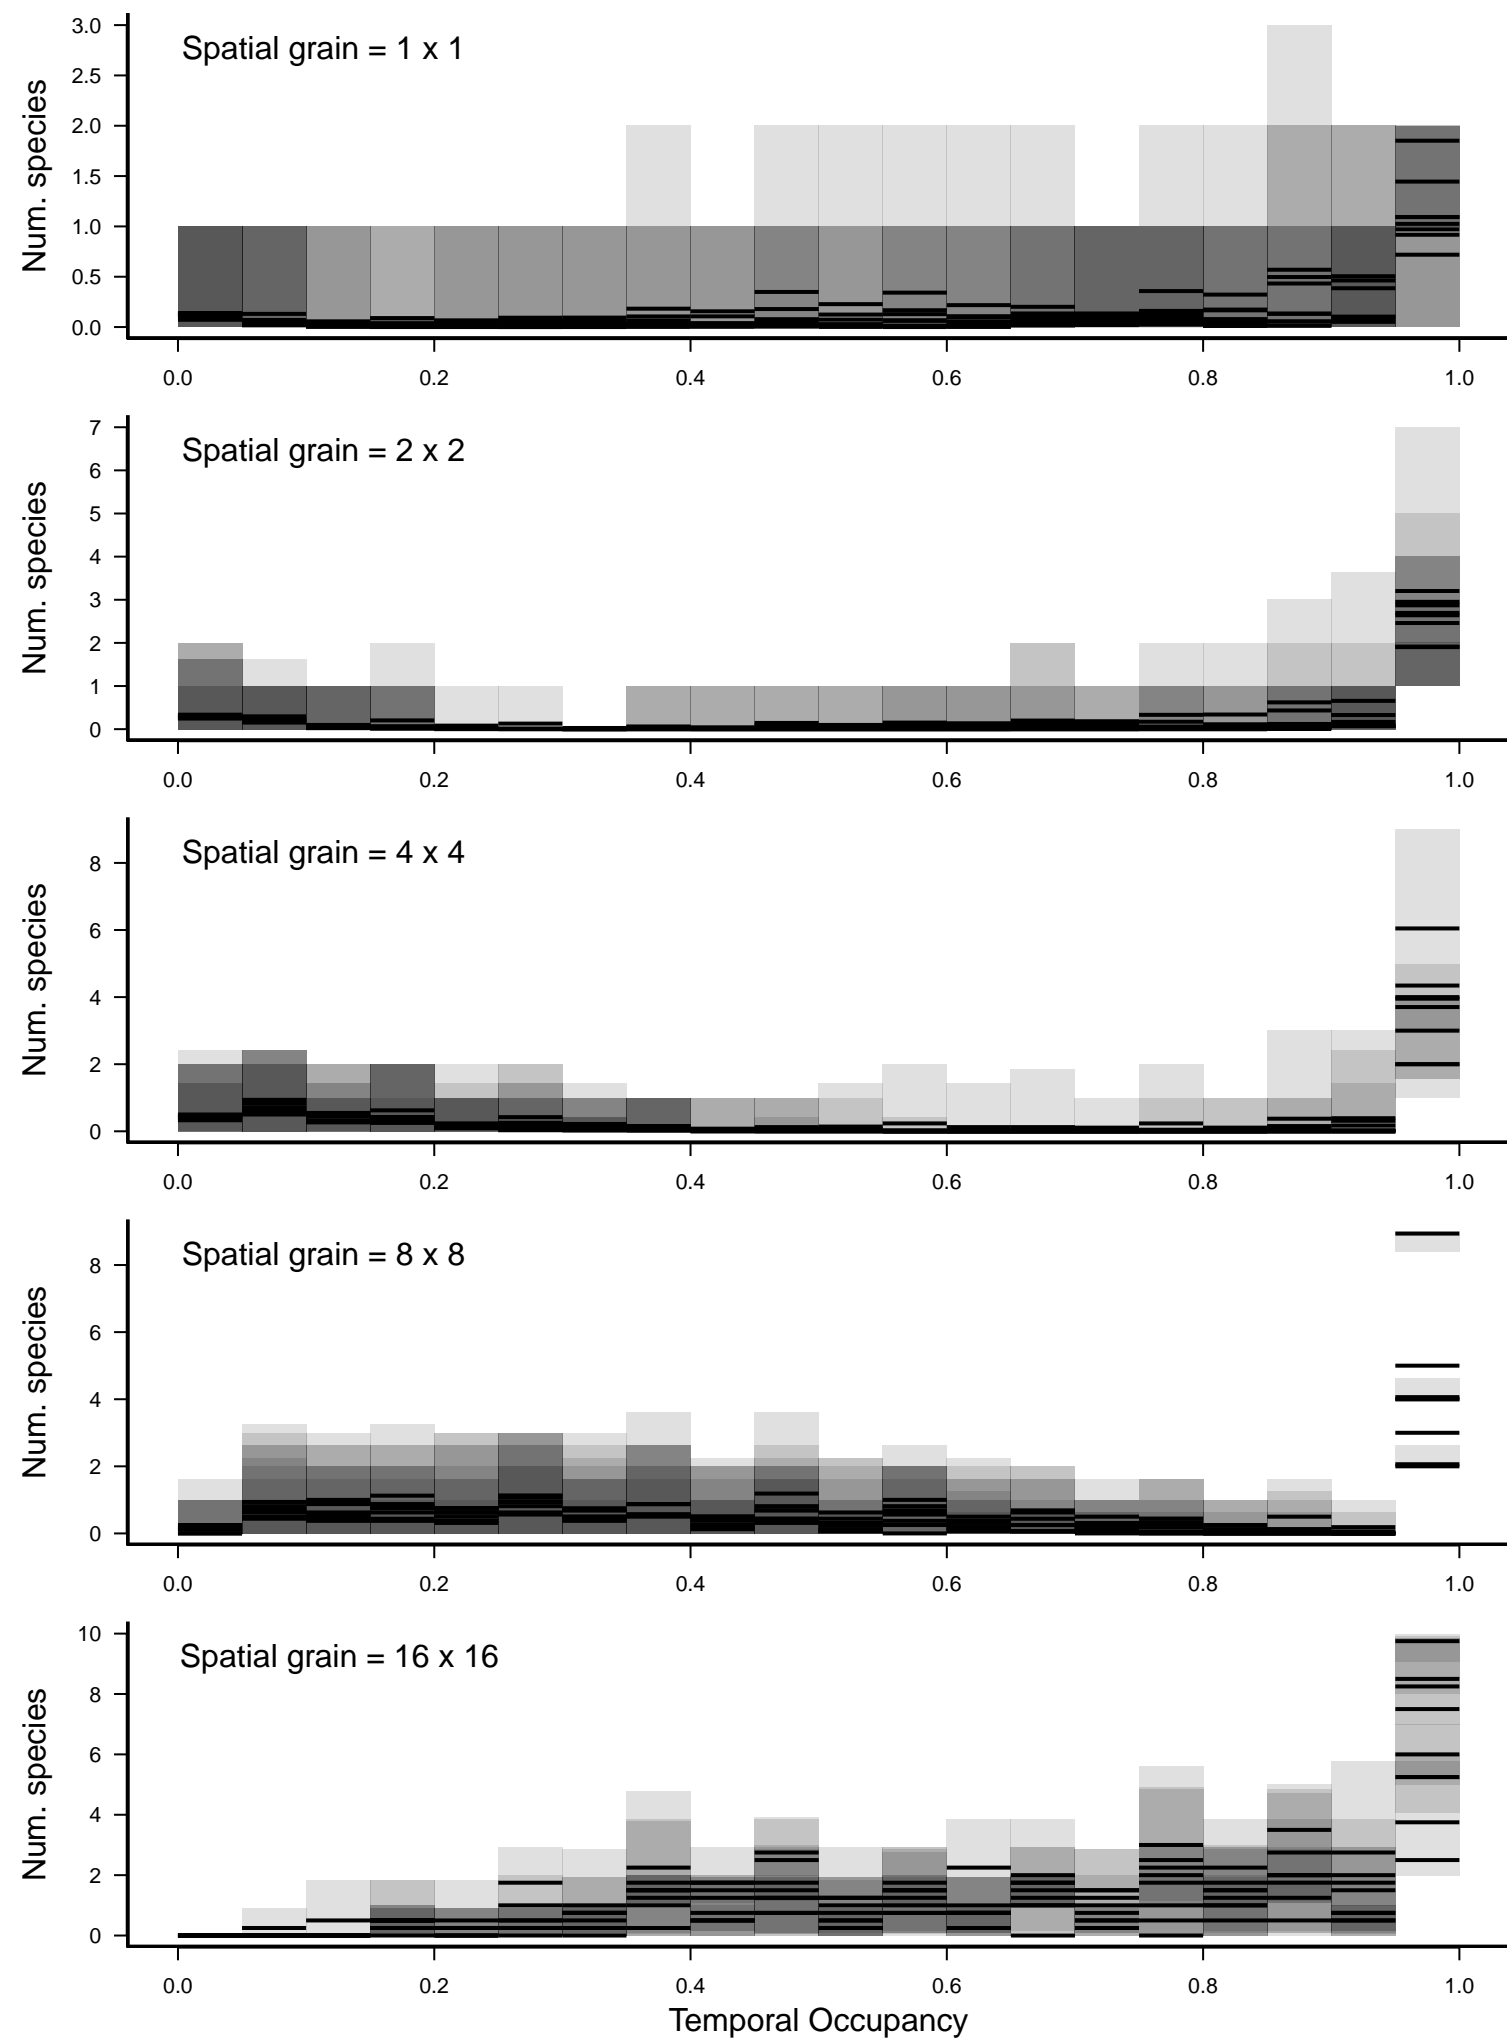 Spatial grain = 1 x 1
Num. species
3.0
2.5
2.0
1.5
1.0
0.5
0.0
0.0 0.2 0.4 0.6 0.8 1.0
Spatial grain = 2 x 2
Num. species
7
6
5
4
3
2
1
0
0.0 0.2 0.4 0.6 0.8 1.0
Spatial grain = 4 x 4
Num. species
8
6
4
2
0
0.0 0.2 0.4 0.6 0.8 1.0
Spatial grain = 8 x 8
Num. species
8
6
4
2
0
0.0 0.2 0.4 0.6 0.8 1.0
Spatial grain = 16 x 16
Num. species
10
8
6
4
2
0
0.0 0.2 0.4 0.6 0.8 1.0
Temporal Occupancy